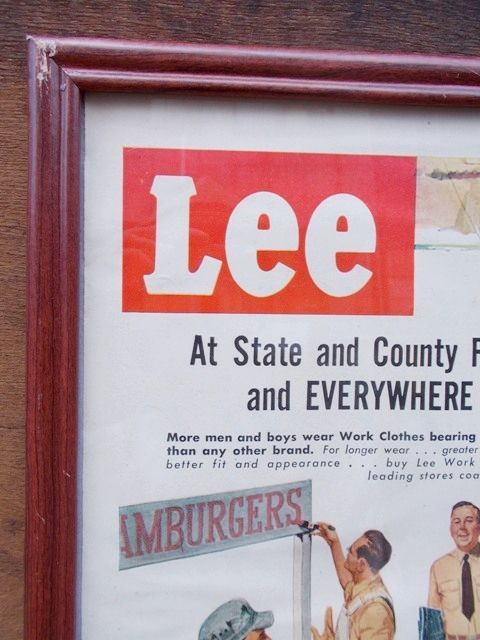 Lee
At State and County F
and EVERYWHERE
More men and boys wear Work Clothes bearing
than any other brand. For longer wear . . . greater
better fit and appearance . . . buy Lee Work
leading stores coa
AMBURGERS